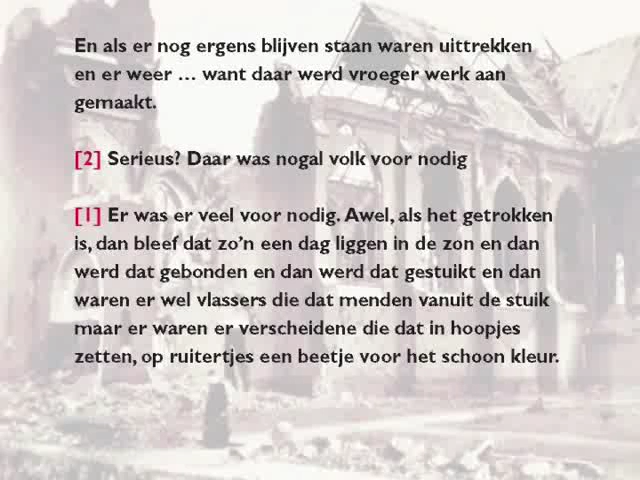 En als er nog ergens blijven staan waren uittrekken
en er weer ... want daar werd vroeger werk aan
gemaakt.
[2] Serieus? Daar was nogal volk voor nodig
[1] Er was er veel voor nodig. Awel, als het getrokken
is, dan bleef dat zo'n een dag liggen in de zon en dan
werd dat gebonden en dan werd dat gestuikt en dan
waren er wel vlassers die dat menden vanuit de stuik
maar er waren er verscheidene die dat in hoopjes
zetten, op ruitertjes een beetje voor het schoon kleur.